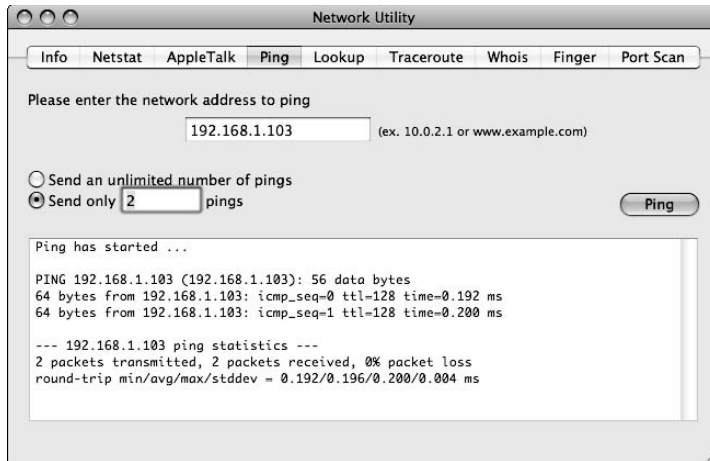 Network Utility
Info Netstat AppleTalk Ping Lookup Traceroute Whois Finger Port Scan
Please enter the network address to ping
192.168.1.103 (ex. 10.0.2.1 or www.example.com)
Send an unlimited number of pings
Send only 2 pings
Ping
Ping has started ...
PING 192.168.1.103 (192.168.1.103): 56 data bytes
64 bytes from 192.168.1.103: icmp_seq=0 ttl=128 time=0.192 ms
64 bytes from 192.168.1.103: icmp_seq=1 ttl=128 time=0.200 ms
--- 192.168.1.103 ping statistics ---
2 packets transmitted, 2 packets received, 0% packet loss
round-trip min/avg/max/stddev = 0.192/0.196/0.200/0.004 ms